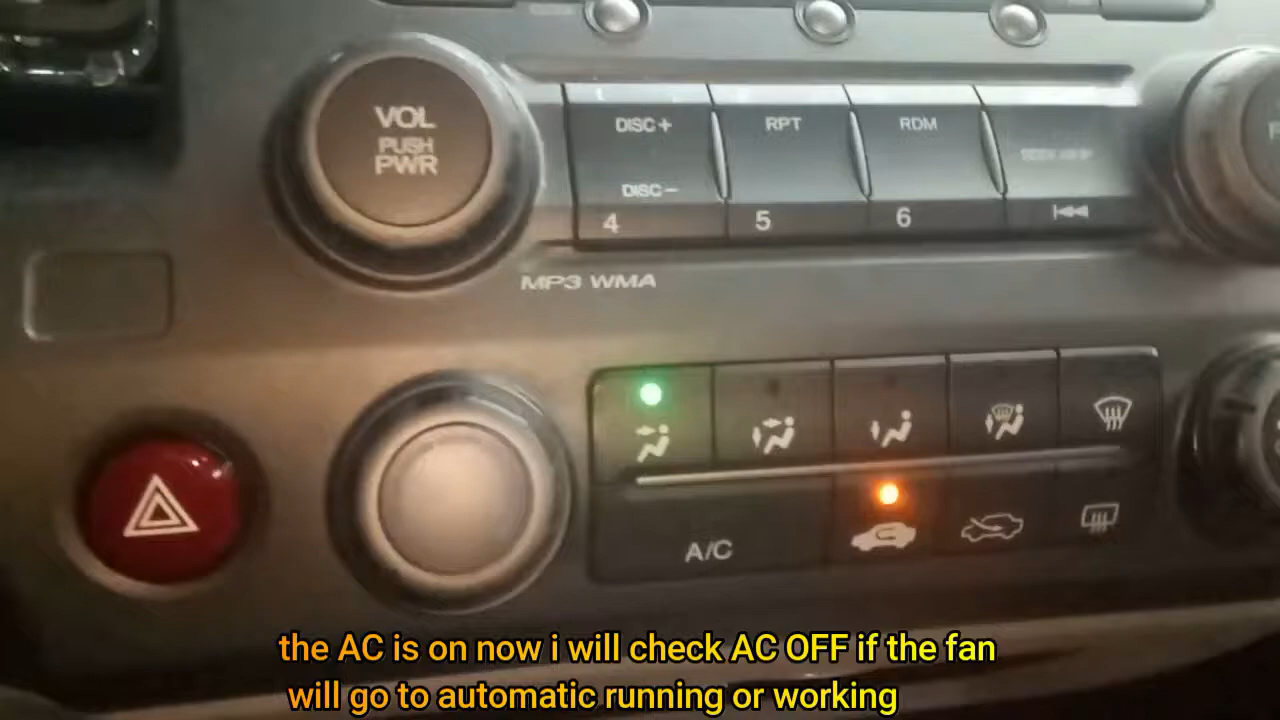 VOL
PUSH
PWR
DISC+
RPT
RDM
DISC-
4
5
6
MP3 WMA
A/C
the AC is on now i will check AC OFF if the fan
will go to automatic running or working